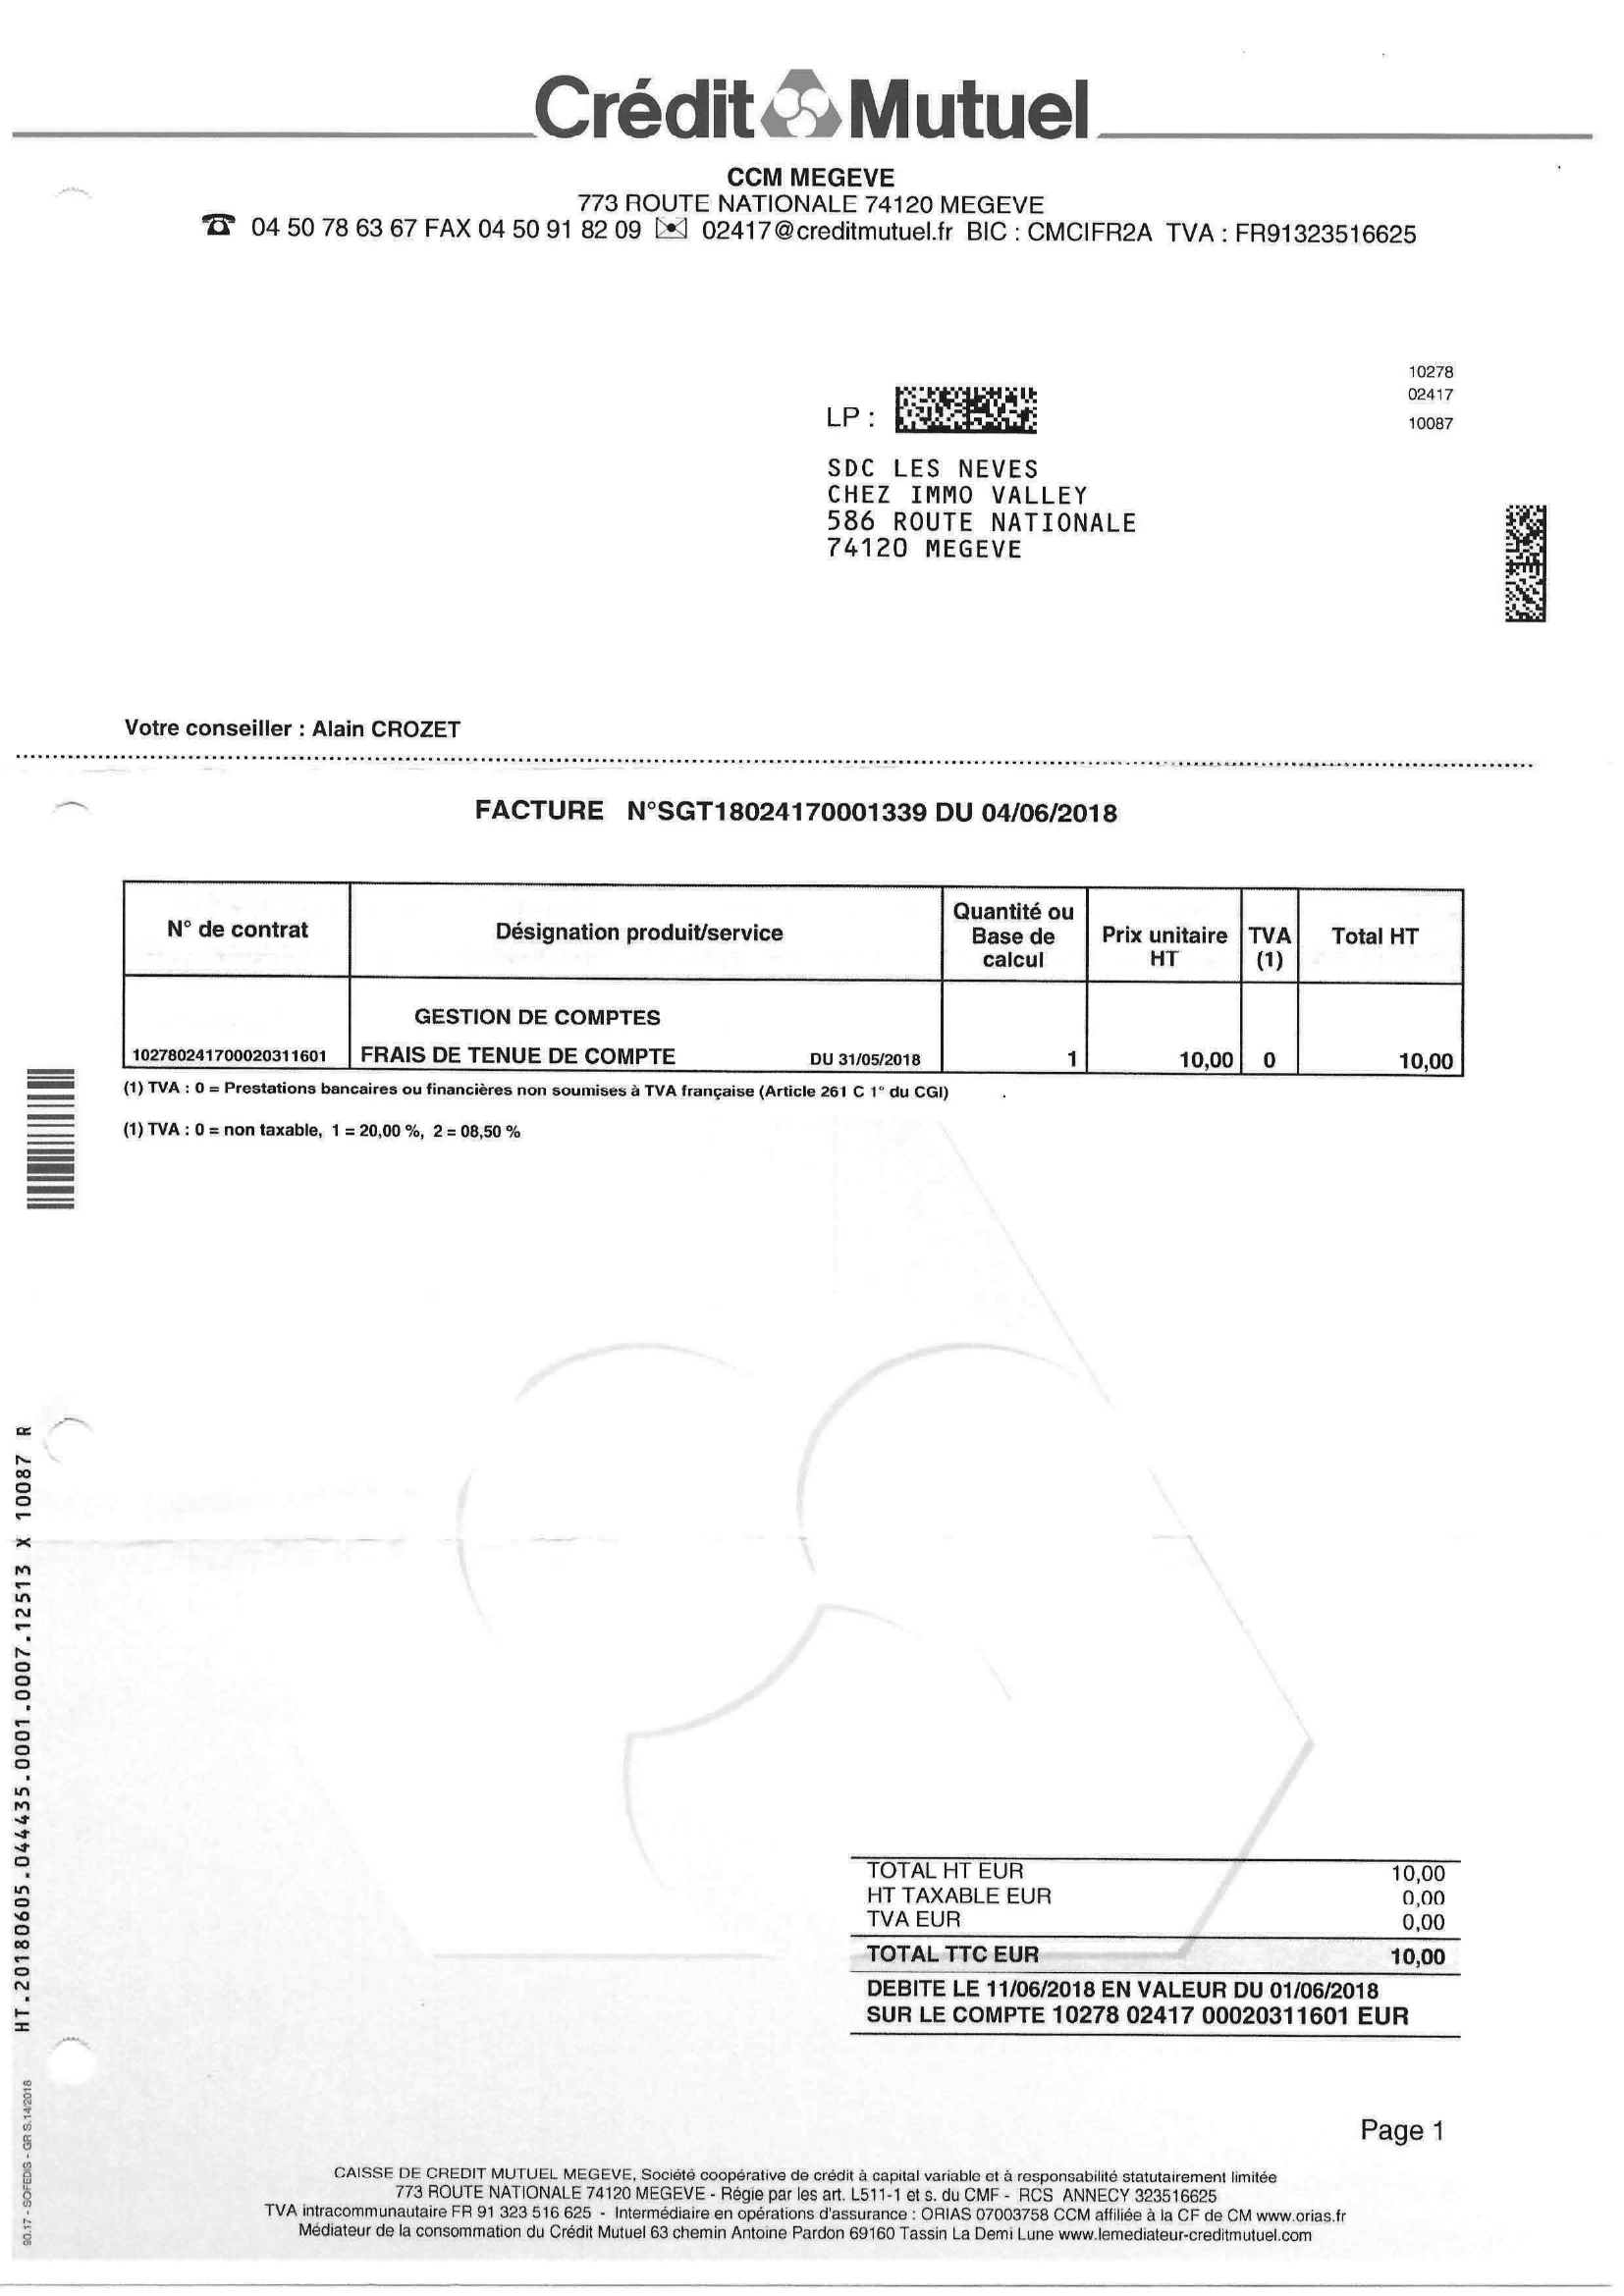 Crédit Mutuel
CCM MEGEVE
773 ROUTE NATIONALE 74120 MEGEVE
04 50 78 63 67 FAX 04 50 91 82 09 02417@creditmutuel.fr BIC : CMCIFR2A TVA : FR91323516625
10278
02417
10087
LP :
SDC LES NEVES
CHEZ IMMO VALLEY
586 ROUTE NATIONALE
74120 MEGEVE
Votre conseiller : Alain CROZET
FACTURE N°SGT18024170001339 DU 04/06/2018
N° de contrat Désignation produit/service Quantité ou Base de calcul Prix unitaire HT TVA (1) Total HT
GESTION DE COMPTES
102780241700020311601 FRAIS DE TENUE DE COMPTE DU 31/05/2018 1 10,00 0 10,00
(1) TVA : 0 = Prestations bancaires ou financières non soumises à TVA française (Article 261 C 1° du CGI)
(1) TVA : 0 = non taxable, 1 = 20,00 %, 2 = 08,50 %
HT.20180605.044435.0001.0007.12513 X 10087 R
TOTAL HT EUR 10,00
HT TAXABLE EUR 0,00
TVA EUR 0,00
TOTAL TTC EUR 10,00
DEBITE LE 11/06/2018 EN VALEUR DU 01/06/2018
SUR LE COMPTE 10278 02417 00020311601 EUR
90.17 - SOFEDIS - GR S.14/2018
Page 1
CAISSE DE CREDIT MUTUEL MEGEVE, Société coopérative de crédit à capital variable et à responsabilité statutairement limitée
773 ROUTE NATIONALE 74120 MEGEVE - Régie par les art. L511-1 et s. du CMF - RCS ANNECY 323516625
TVA intracommunautaire FR 91 323 516 625 - Intermédiaire en opérations d'assurance : ORIAS 07003758 CCM affiliée à la CF de CM www.orias.fr
Médiateur de la consommation du Crédit Mutuel 63 chemin Antoine Pardon 69160 Tassin La Demi Lune www.lemediateur-creditmutuel.com